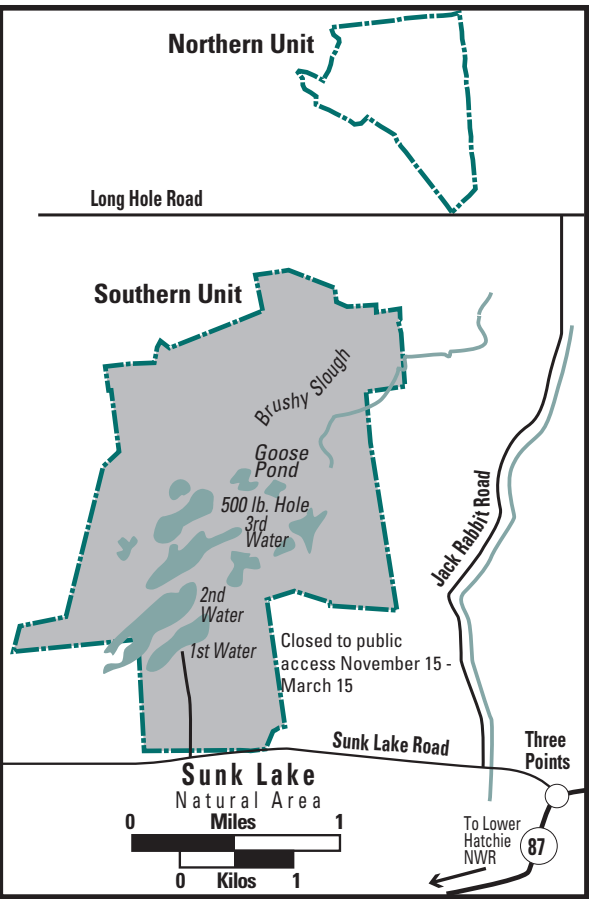 Northern Unit
Long Hole Road
Southern Unit
Brushy Slough
Goose
Pond
500 lb. Hole
3rd
Water
Jack Rabbit Road
2nd
Water
1st Water
Closed to public
access November 15 -
March 15
Sunk Lake Road
Three
Points
Sunk Lake
Natural Area
0 Miles 1
0 Kilos 1
To Lower
Hatchie
NWR
87